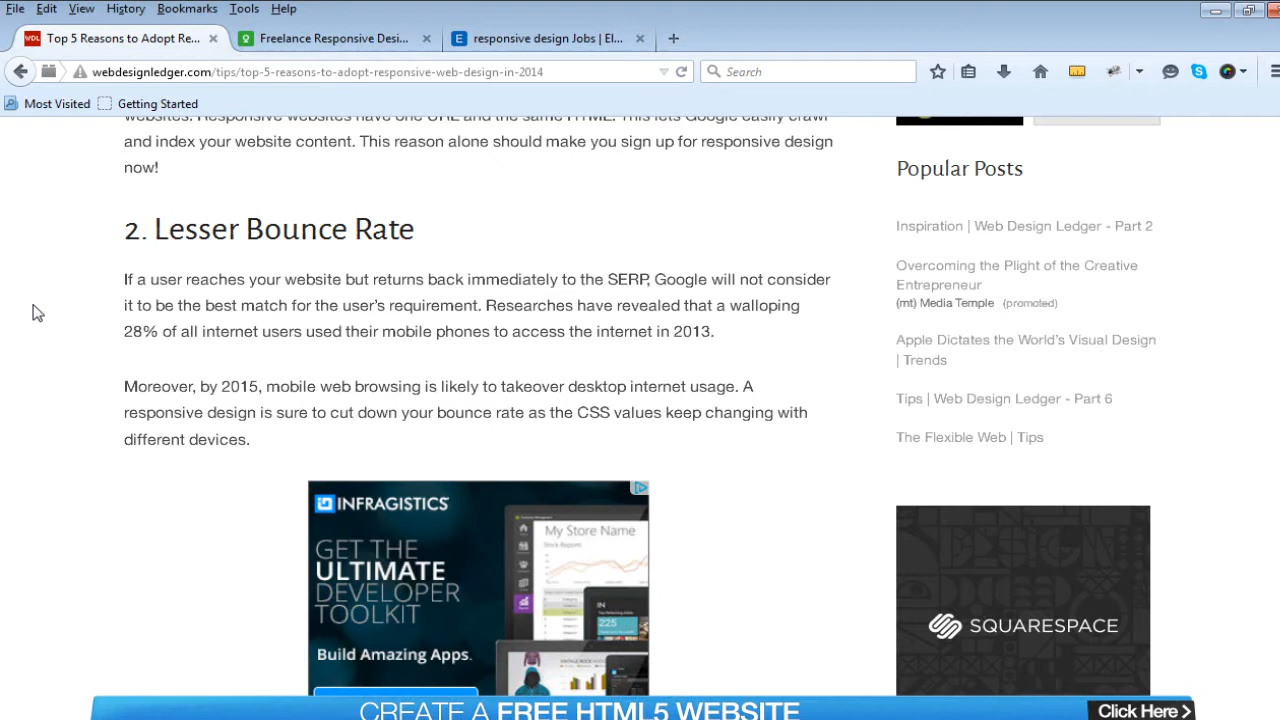 File Edit View History Bookmarks Tools Help
Top 5 Reasons to Adopt Re...
Freelance Responsive Desi...
responsive design Jobs | El...
webdesignledger.com/tips/top-5-reasons-to-adopt-responsive-web-design-in-2014
Search
Most Visited Getting Started
websites. Responsive websites have one URL and the same HTML. This lets Google easily crawl
and index your website content. This reason alone should make you sign up for responsive design
now!
2. Lesser Bounce Rate
If a user reaches your website but returns back immediately to the SERP, Google will not consider
it to be the best match for the user's requirement. Researches have revealed that a walloping
28% of all internet users used their mobile phones to access the internet in 2013.
Moreover, by 2015, mobile web browsing is likely to takeover desktop internet usage. A
responsive design is sure to cut down your bounce rate as the CSS values keep changing with
different devices.
INFRAGISTICS
GET THE
ULTIMATE
DEVELOPER
TOOLKIT
Build Amazing Apps.
My Store Name
Stock Reports
IN
225
Popular Posts
Inspiration | Web Design Ledger - Part 2
Overcoming the Plight of the Creative
Entrepreneur
(mt) Media Temple (promoted)
Apple Dictates the World's Visual Design
| Trends
Tips | Web Design Ledger - Part 6
The Flexible Web | Tips
SQUARESPACE
CREATE A FREE HTML5 WEBSITE
Click Here >